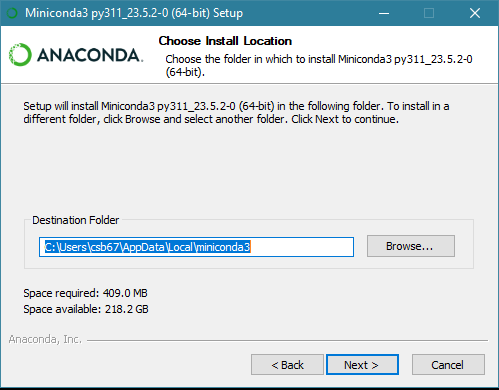 Miniconda3 py311_23.5.2-0 (64-bit) Setup
ANACONDA.
Choose Install Location
Choose the folder in which to install Miniconda3 py311_23.5.2-0
(64-bit).
Setup will install Miniconda3 py311_23.5.2-0 (64-bit) in the following folder. To install in a
different folder, click Browse and select another folder. Click Next to continue.
Destination Folder
C:\Users\csb67\AppData\Local\miniconda3
Browse...
Space required: 409.0 MB
Space available: 218.2 GB
Anaconda, Inc.
< Back
Next >
Cancel